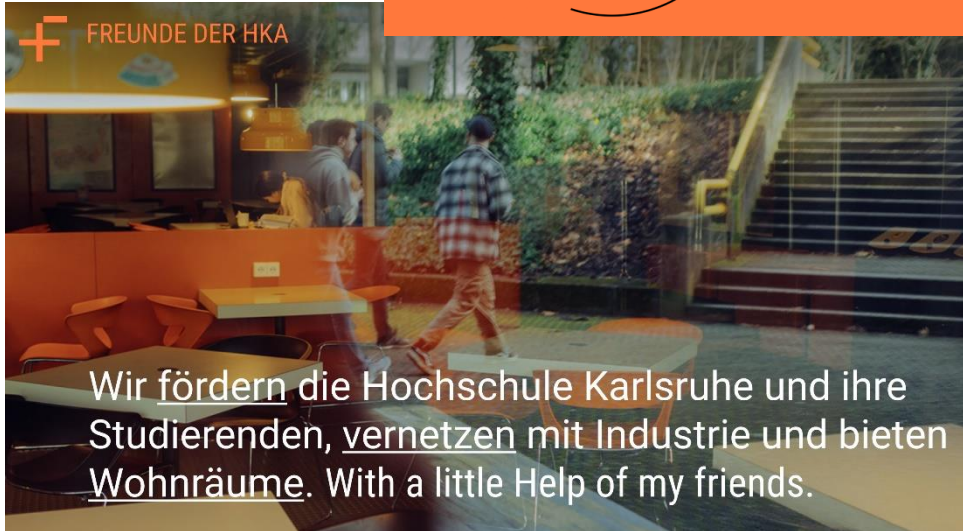 FREUNDE DER HKA
Wir fördern die Hochschule Karlsruhe und ihre
Studierenden, vernetzen mit Industrie und bieten
Wohnräume. With a little Help of my friends.